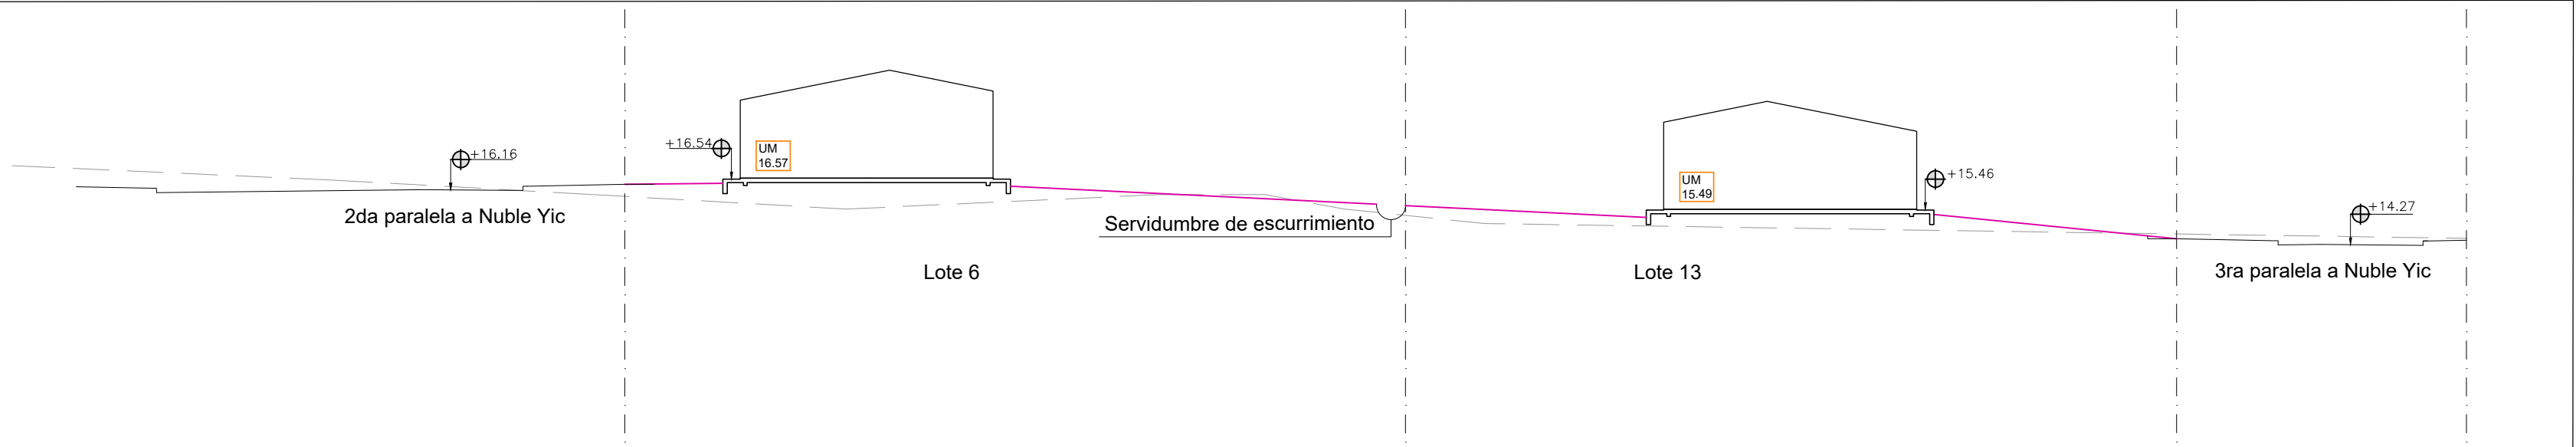 +16.16
2da paralela a Nuble Yic
+16.54
UM
16.57
Lote 6
Servidumbre de escurrimiento
UM
15.49
+15.46
Lote 13
+14.27
3ra paralela a Nuble Yic